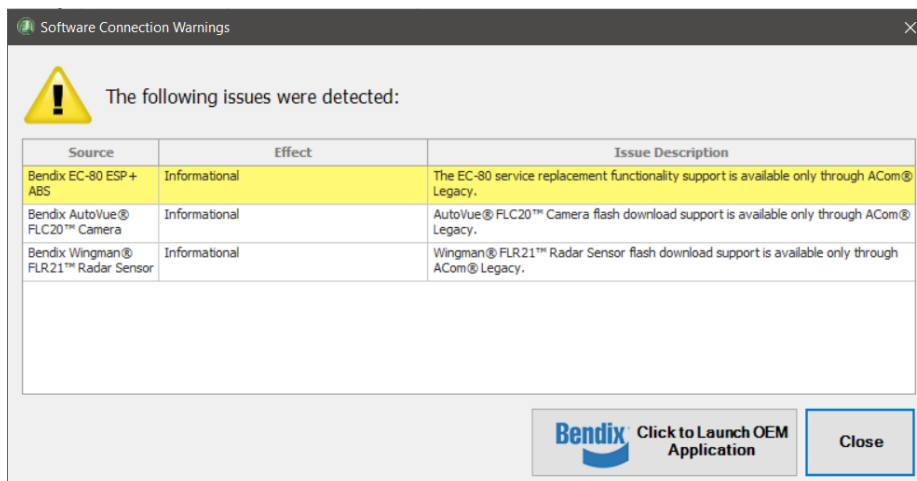 Software Connection Warnings
The following issues were detected:
Source Effect Issue Description
Bendix EC-80 ESP+ Informational The EC-80 service replacement functionality support is available only through ACom®
ABS Legacy.
Bendix AutoVue® Informational AutoVue® FLC20™ Camera flash download support is available only through ACom®
FLC20™ Camera Legacy.
Bendix Wingman® Informational Wingman® FLR21™ Radar Sensor flash download support is available only through
FLR21™ Radar Sensor ACom® Legacy.
Bendix Click to Launch OEM
Application
Close